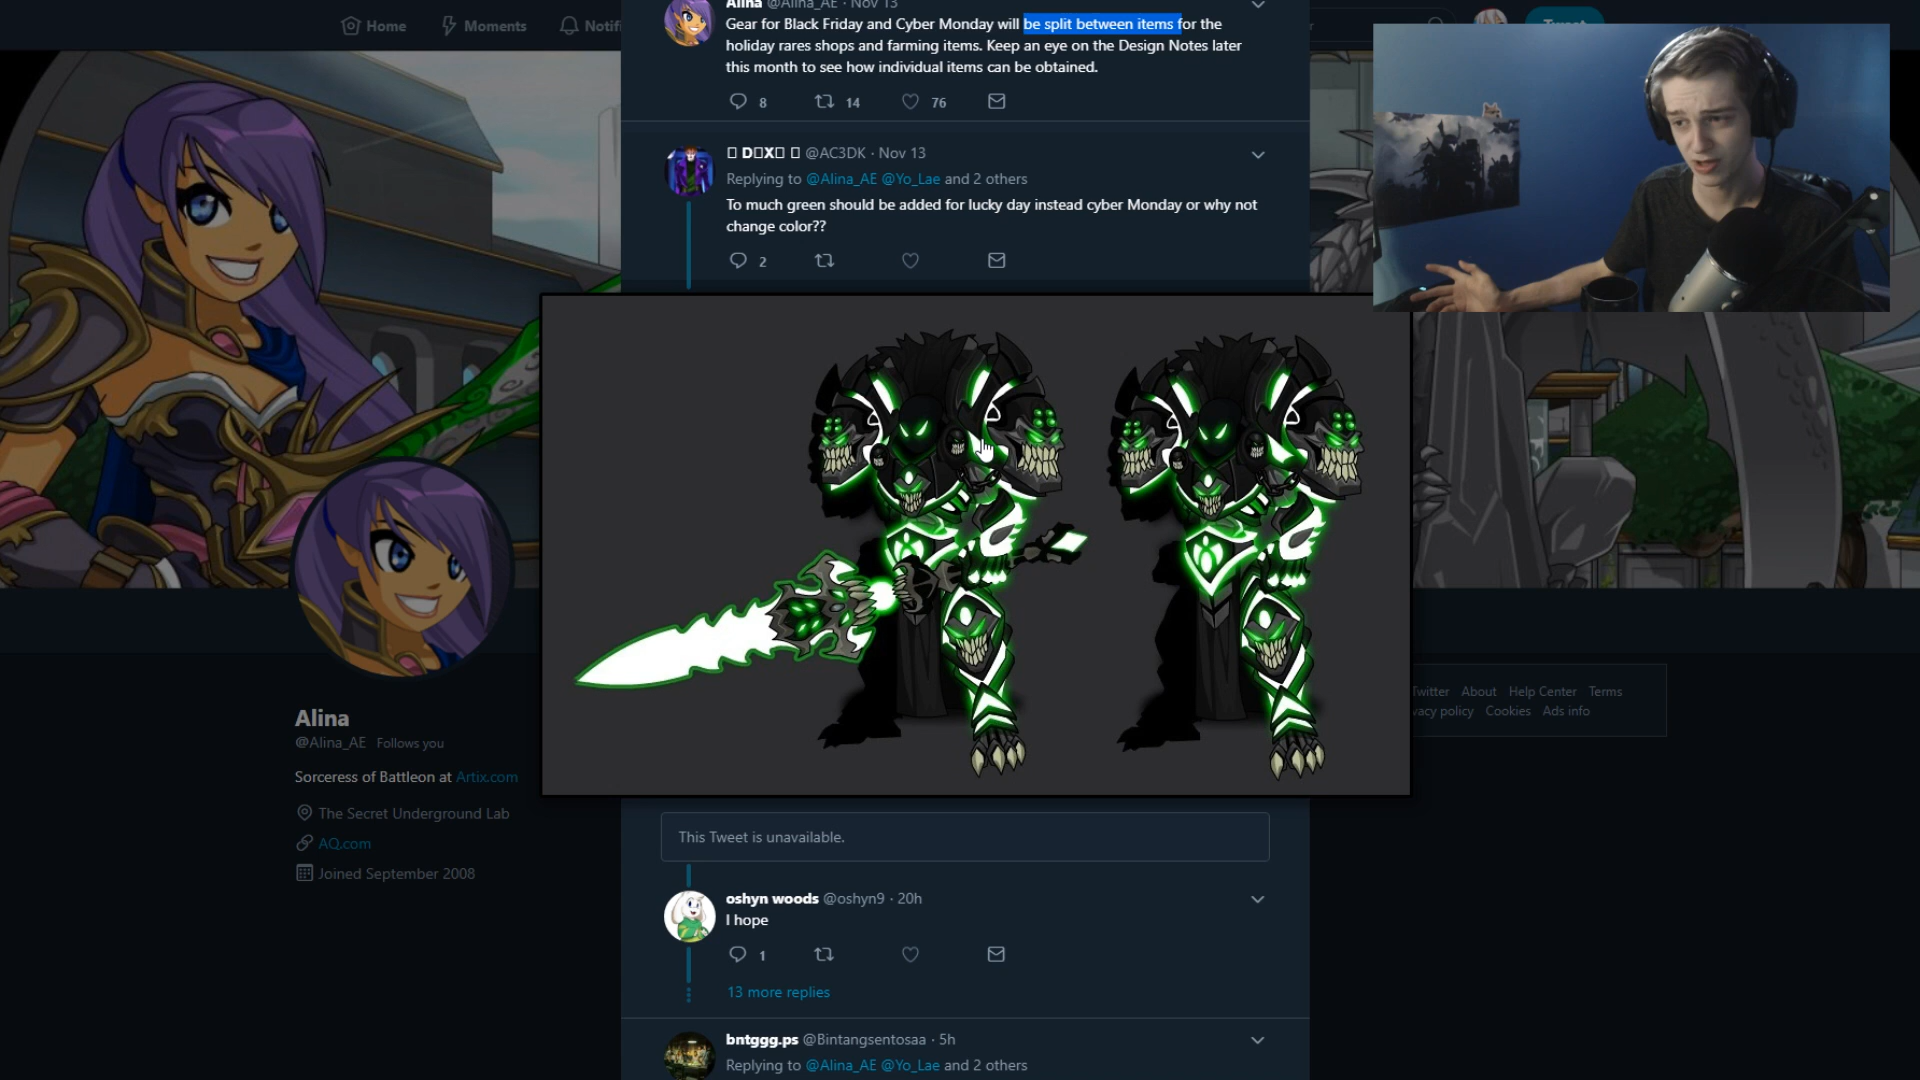 Home
Moments
Alina @Alina_AE · Nov 13
Gear for Black Friday and Cyber Monday will be split between items for the
holiday rares shops and farming items. Keep an eye on the Design Notes later
this month to see how individual items can be obtained.
8 14 76
@AC3DK · Nov 13
Replying to @Alina_AE @Yo_Lae and 2 others
To much green should be added for lucky day instead cyber Monday or why not
change color??
2
Alina
@Alina_AE Follows you
Sorceress of Battleon at Artix.com
The Secret Underground Lab
AQ.com
Joined September 2008
Twitter About Help Center Terms
Cookies Ads info
This Tweet is unavailable.
oshyn woods @oshyn9 · 20h
I hope
1
13 more replies
bntggg.ps @Bintangsentosaa · 5h
Replying to @Alina_AE @Yo_Lae and 2 others